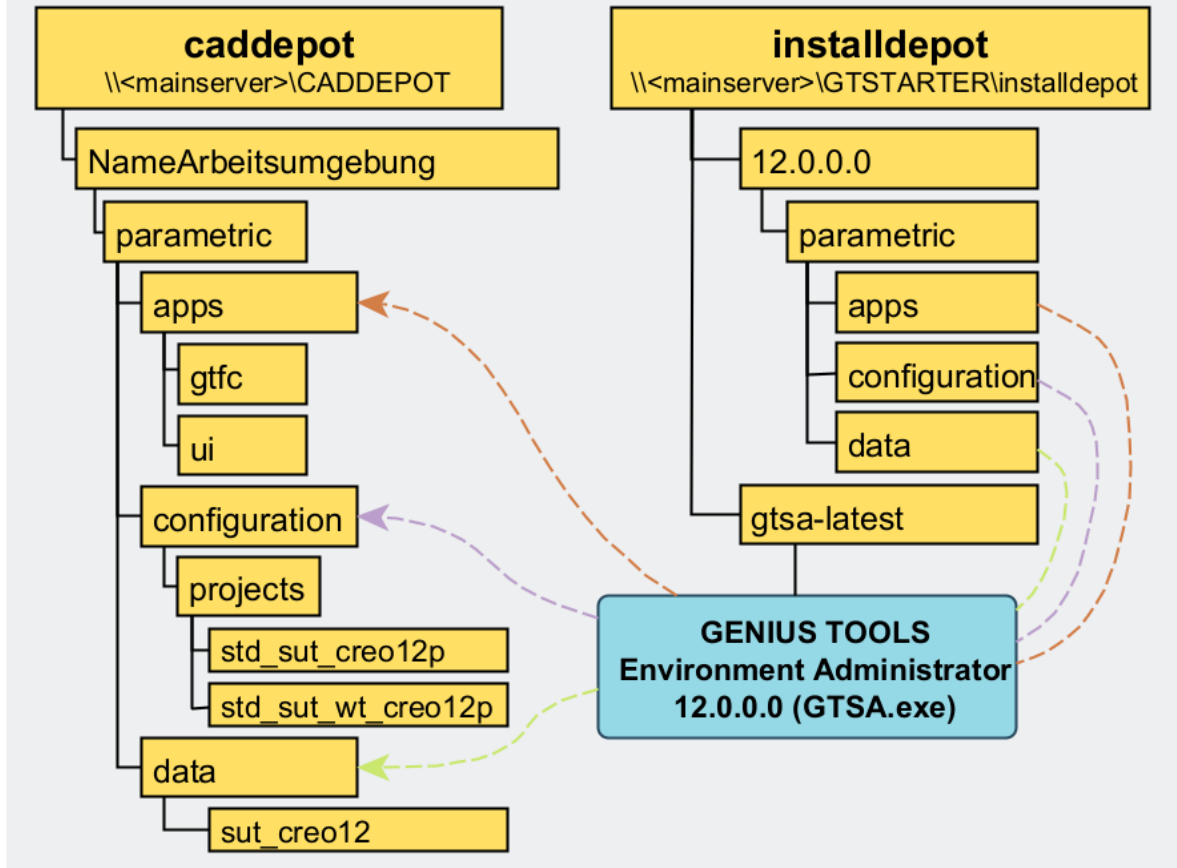 caddepot
\\<mainserver>\CADDEPOT
NameArbeitsumgebung
parametric
apps
gtfc
ui
configuration
projects
std_sut_creo12p
std_sut_wt_creo12p
data
sut_creo12
installdepot
\\<mainserver>\GTSTARTER\installdepot
12.0.0.0
parametric
apps
configuration
data
gtsa-latest
GENIUS TOOLS
Environment Administrator
12.0.0.0 (GTSA.exe)